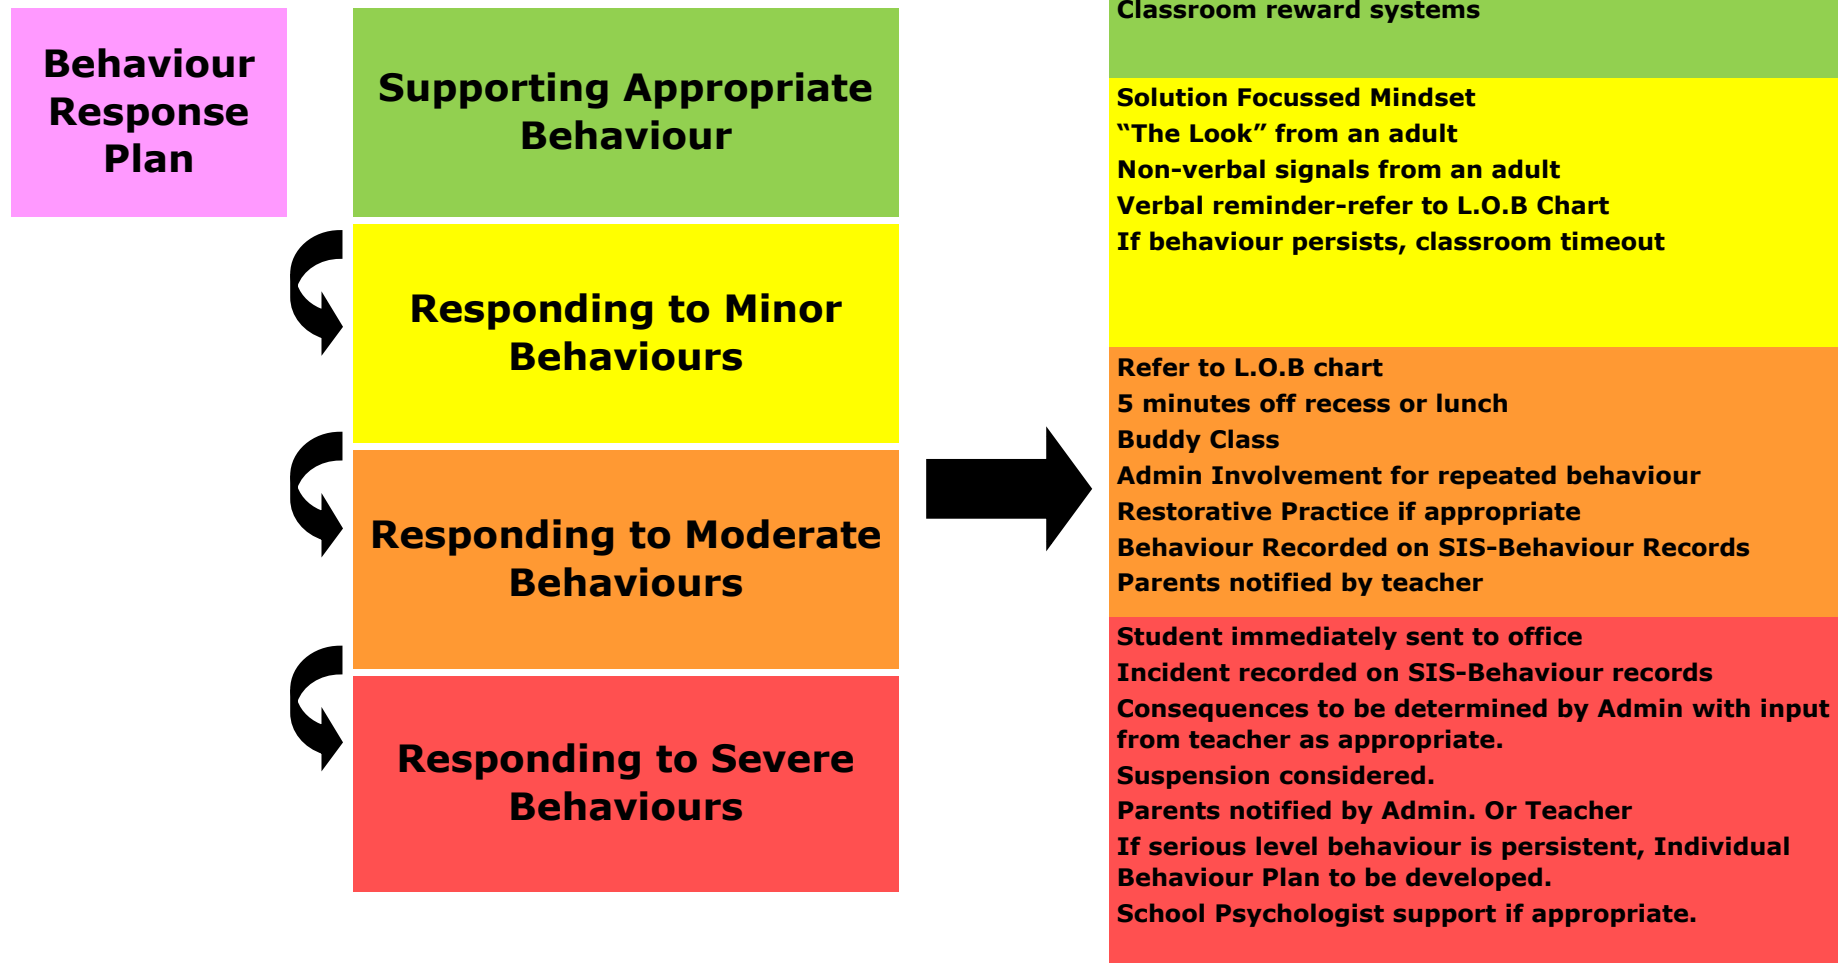 Behaviour
Response
Plan
Supporting Appropriate
Behaviour
Responding to Minor
Behaviours
Responding to Moderate
Behaviours
Responding to Severe
Behaviours
Classroom reward systems
Solution Focussed Mindset
“The Look” from an adult
Non-verbal signals from an adult
Verbal reminder-refer to L.O.B Chart
If behaviour persists, classroom timeout
Refer to L.O.B chart
5 minutes off recess or lunch
Buddy Class
Admin Involvement for repeated behaviour
Restorative Practice if appropriate
Behaviour Recorded on SIS-Behaviour Records
Parents notified by teacher
Student immediately sent to office
Incident recorded on SIS-Behaviour records
Consequences to be determined by Admin with input
from teacher as appropriate.
Suspension considered.
Parents notified by Admin. Or Teacher
If serious level behaviour is persistent, Individual
Behaviour Plan to be developed.
School Psychologist support if appropriate.